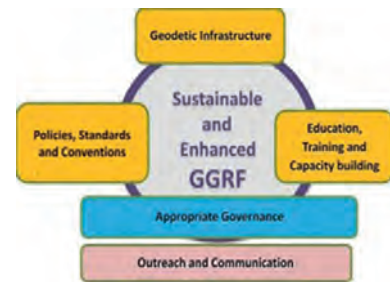 Geodetic Infrastructure
Sustainable
and
Enhanced
GGRF
Policies, Standards
and Conventions
Education,
Training and
Capacity building
Appropriate Governance
Outreach and Communication